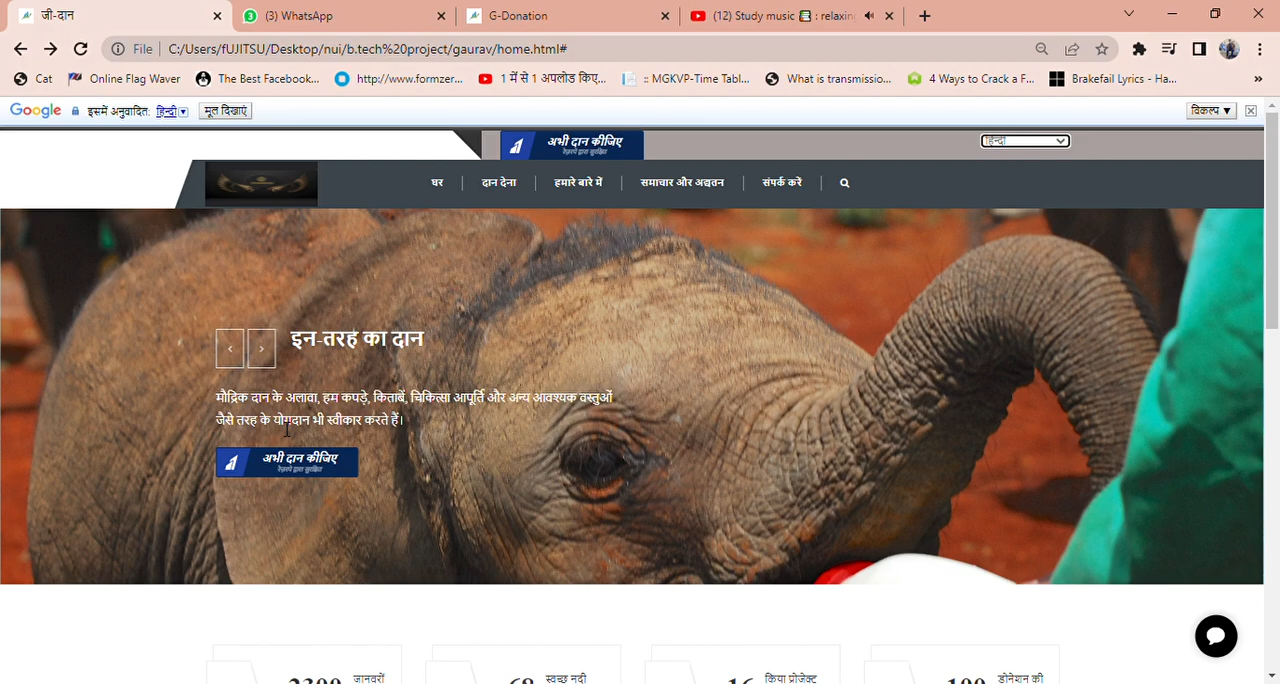 जी-दान
(3) WhatsApp
G-Donation
(12) Study music : relaxin
File C:/Users/fUJITSU/Desktop/nui/b.tech%20project/gaurav/home.html#
Cat
Online Flag Waver
The Best Facebook...
http://www.formzer...
1 में से 1 अपलोड किए...
:: MGKVP-Time Tabl...
What is transmissio...
4 Ways to Crack a F...
Brakefail Lyrics - Ha...
»
Google इसमें अनुवादित: हिन्दी▼ मूल दिखाएं
विकल्प ▼
अभी दान कीजिए
हिन्दी
घर
दान देना
हमारे बारे में
समाचार और अद्यतन
संपर्क करें
इन-तरह का दान
मौद्रिक दान के अलावा, हम कपड़े, किताबें, चिकित्सा आपूर्ति और अन्य आवश्यक वस्तुओं
जैसे तरह के योगदान भी स्वीकार करते हैं।
अभी दान कीजिए
2300 जानवरों
68 स्वच्छ नदी
16 किया प्रोजेक्ट
100 डोनेशन की